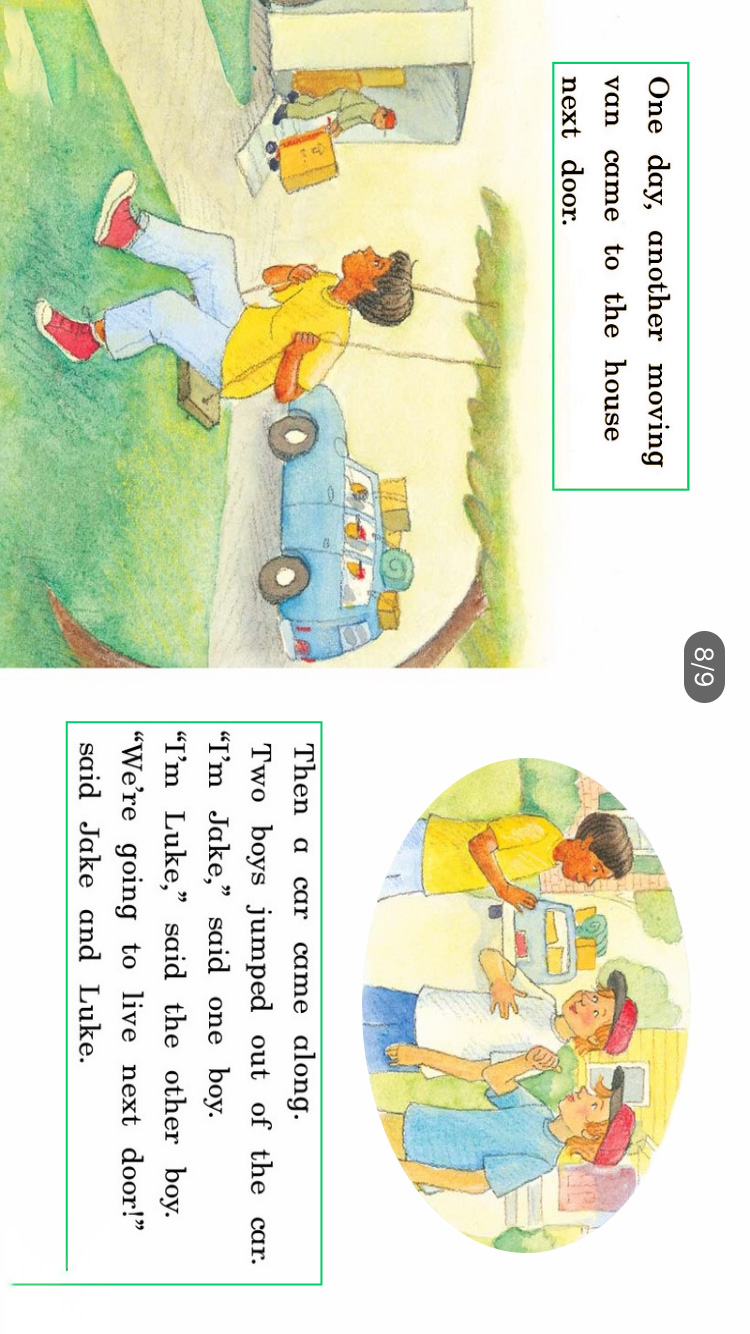 One day, another moving
van came to the house
next door.
8/9
Then a car came along.
Two boys jumped out of the car.
“I’m Jake,” said one boy.
“I’m Luke,” said the other boy.
“We’re going to live next door!”
said Jake and Luke.